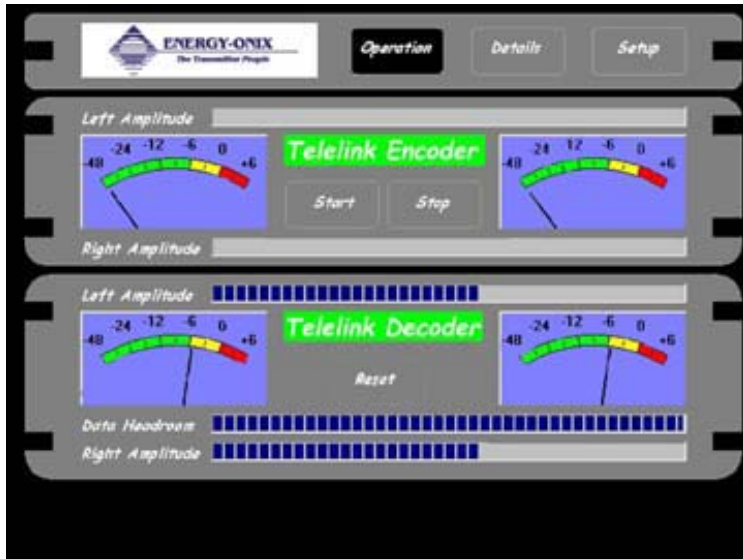 ENERGY-ONIX
The Transmitter People
Operation
Details
Setup
Left Amplitude
-48 -24 -12 -6 0 +6
Telelink Encoder
-48 -24 12 -6 0 +6
Start
Stop
Right Amplitude
Left Amplitude
-48 -24 -12 -6 0 +6
Telelink Decoder
-48 -24 -12 -6 0 +6
Reset
Data Headroom
Right Amplitude